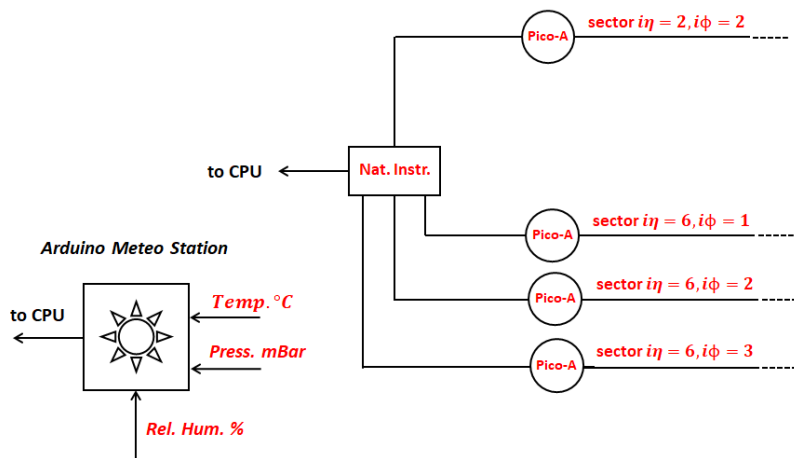 Pico-A
sector iη = 2, iϕ = 2
to CPU
Nat. Instr.
Pico-A
sector iη = 6, iϕ = 1
Arduino Meteo Station
Pico-A
sector iη = 6, iϕ = 2
to CPU
Temp. °C
Press. mBar
Pico-A
sector iη = 6, iϕ = 3
Rel. Hum. %